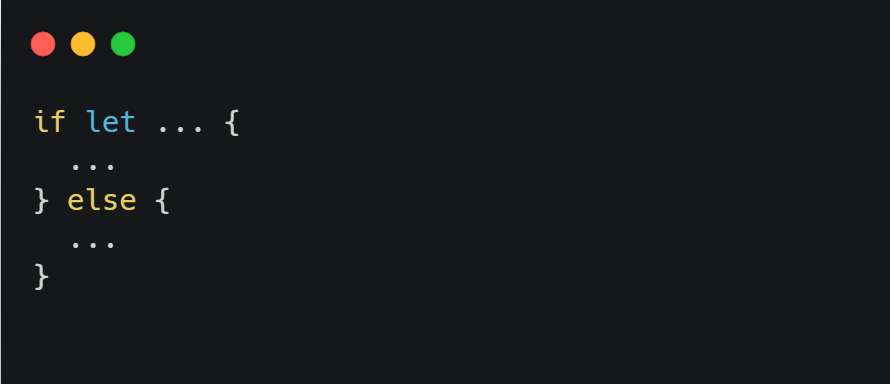 if let ... {
  ...
} else {
  ...
}